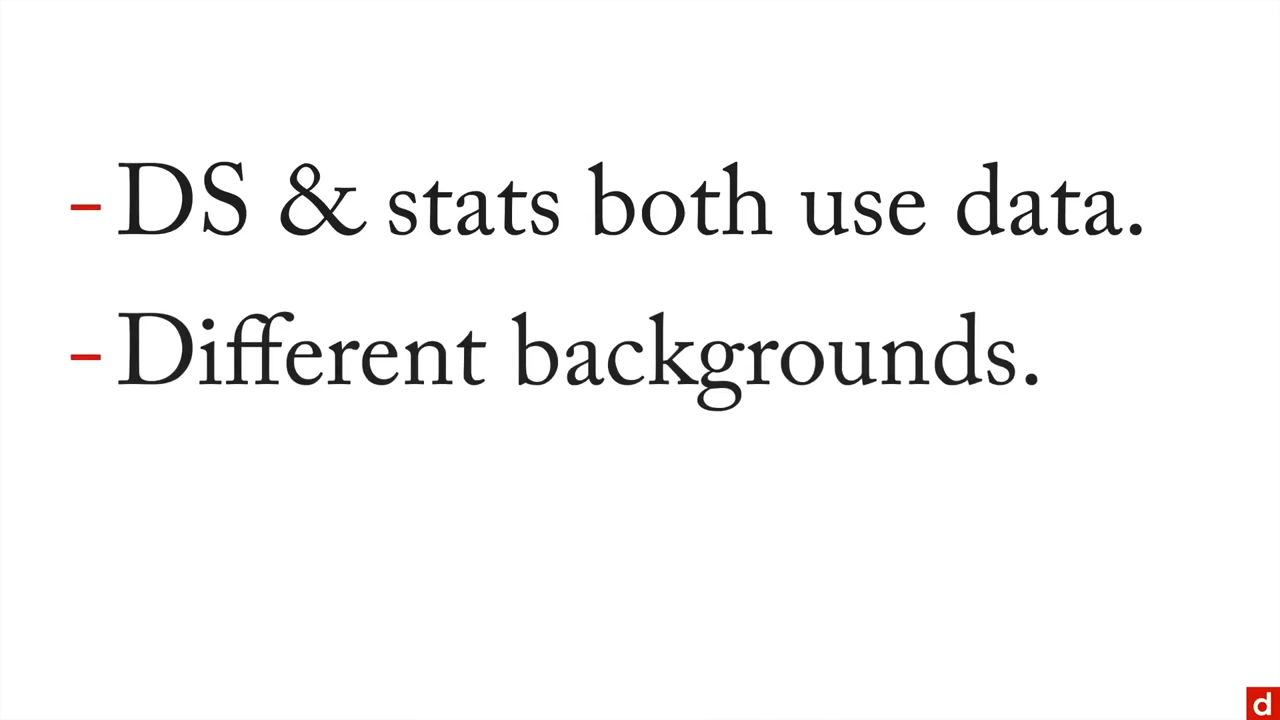 - DS & stats both use data.
- Different backgrounds.
d